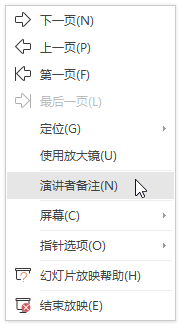 下一页(N)
上一页(P)
第一页(F)
最后一页(L)
定位(G)
使用放大镜(U)
演讲者备注(N)
屏幕(C)
指针选项(O)
幻灯片放映帮助(H)
结束放映(E)